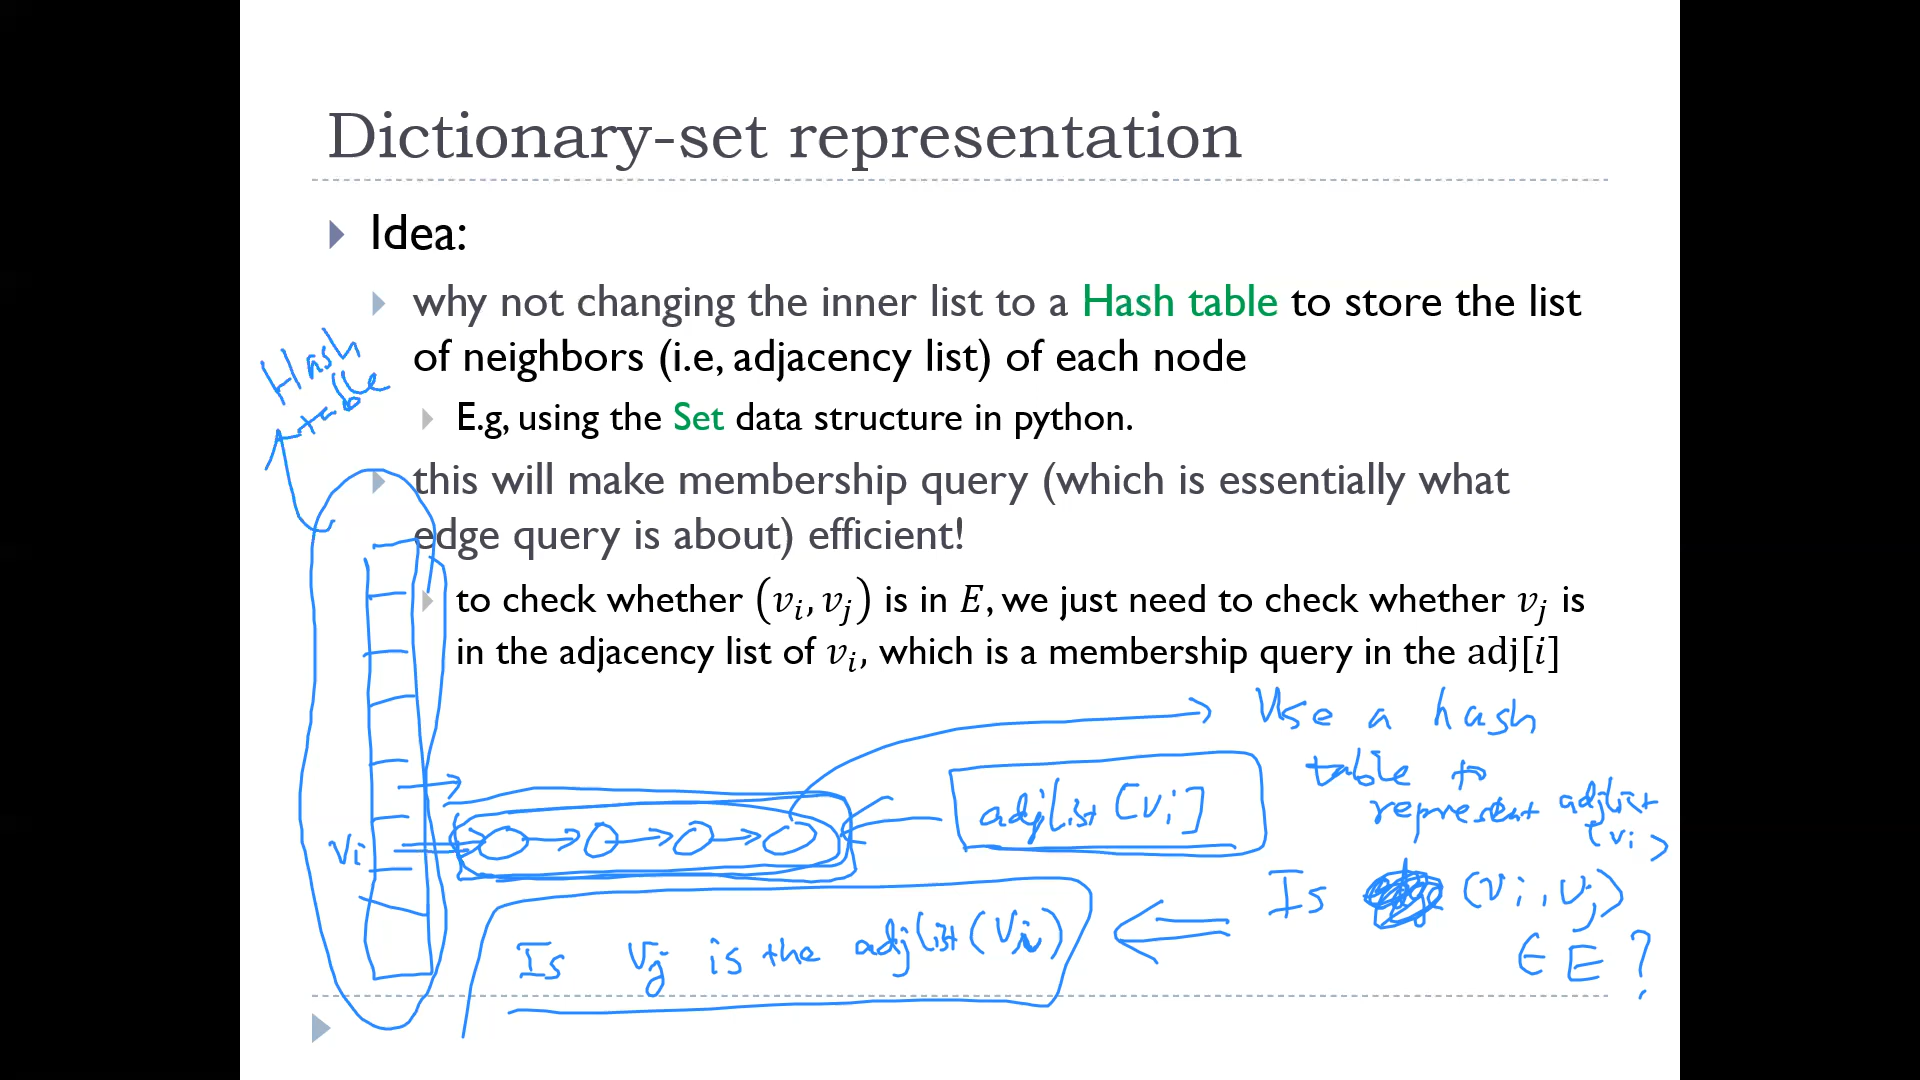 Dictionary-set representation
Idea:
why not changing the inner list to a Hash table to store the list
of neighbors (i.e, adjacency list) of each node
E.g, using the Set data structure in python.
this will make membership query (which is essentially what
edge query is about) efficient!
to check whether (v_i, v_j) is in E, we just need to check whether v_j is
in the adjacency list of v_i, which is a membership query in the adj[i]
Hash
table
Use a hash
table to
represent adjlist
(vi)
adjlist [vi]
vi
Is (vi, vj)
∈ E ?
Is vj is the adjlist(vi)